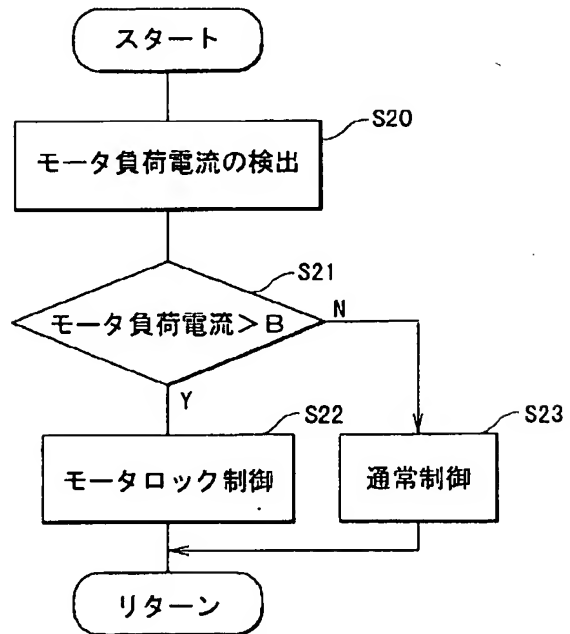 スタート
S20
モータ負荷電流の検出
S21
モータ負荷電流>B
N
Y
S22
モータロック制御
S23
通常制御
リターン